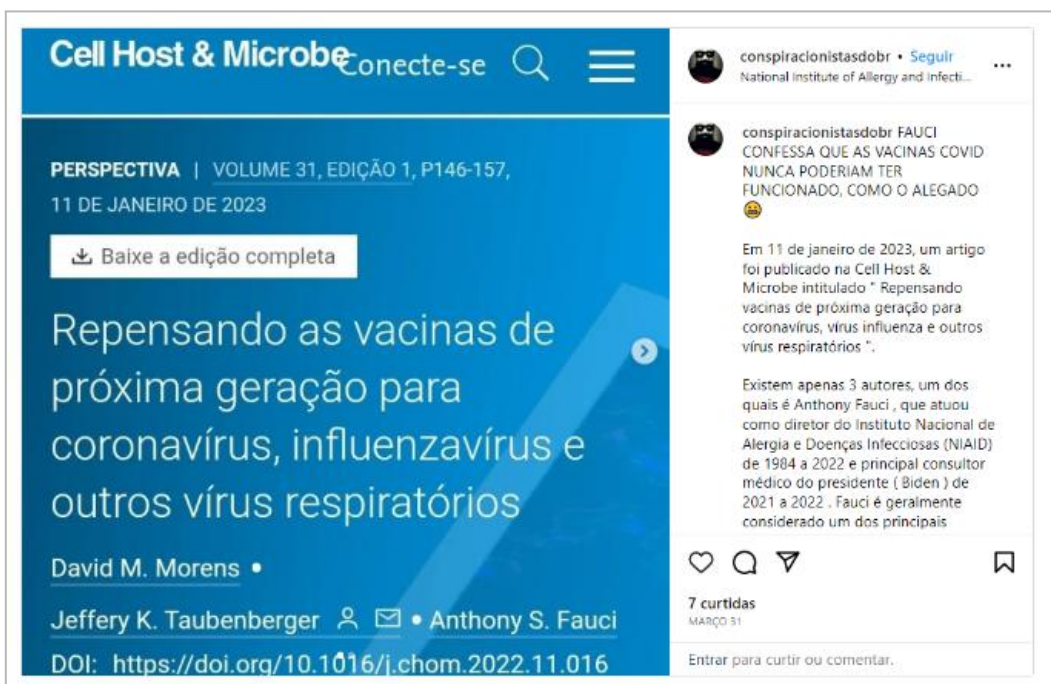 Cell Host & Microbe
Conecte-se
PERSPECTIVA | VOLUME 31, EDIÇÃO 1, P146-157,
11 DE JANEIRO DE 2023
Baixe a edição completa
Repensando as vacinas de
próxima geração para
coronavírus, influenzavírus e
outros vírus respiratórios
David M. Morens •
Jeffery K. Taubenberger • Anthony S. Fauci
DOI: https://doi.org/10.1016/j.chom.2022.11.016
conspiracionistasdobr • Seguir
National Institute of Allergy and Infecti...
conspiracionistasdobr FAUCI
CONFESSA QUE AS VACINAS COVID
NUNCA PODERIAM TER
FUNCIONADO, COMO O ALEGADO
😬
Em 11 de janeiro de 2023, um artigo
foi publicado na Cell Host &
Microbe intitulado " Repensando
vacinas de próxima geração para
coronavírus, vírus influenza e outros
vírus respiratórios ".
Existem apenas 3 autores, um dos
quais é Anthony Fauci , que atuou
como diretor do Instituto Nacional de
Alergia e Doenças Infecciosas (NIAID)
de 1984 a 2022 e principal consultor
médico do presidente ( Biden ) de
2021 a 2022 . Fauci é geralmente
considerado um dos principais
7 curtidas
MARÇO 31
Entrar para curtir ou comentar.